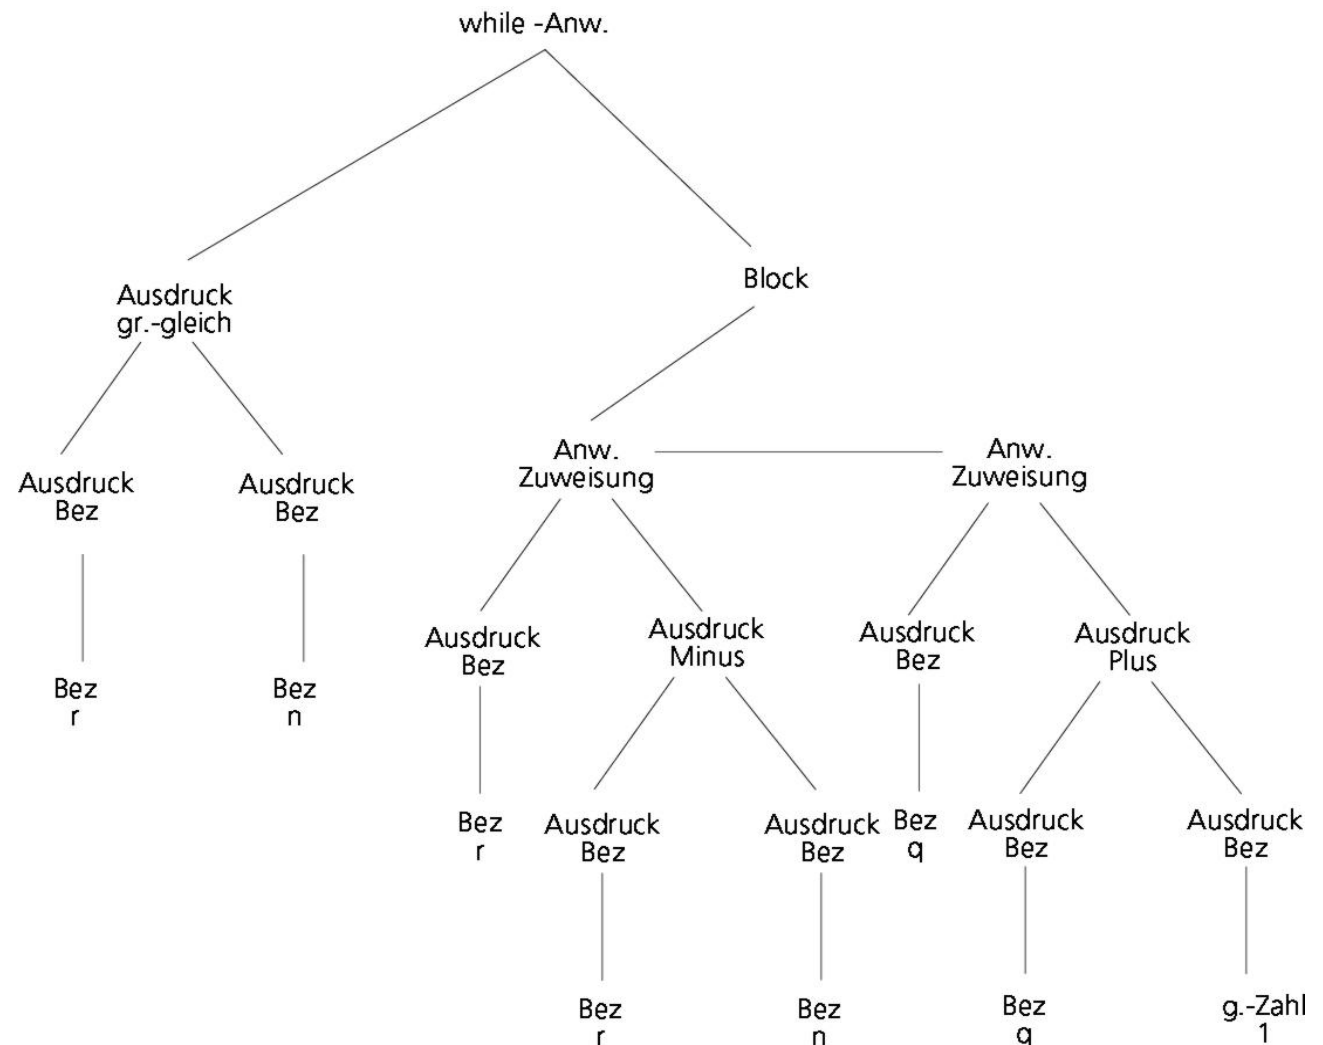 while -Anw.
Block
Ausdruck
gr.-gleich
Anw.
Zuweisung
Anw.
Zuweisung
Ausdruck
Bez
Ausdruck
Bez
Ausdruck
Bez
Ausdruck
Minus
Ausdruck
Bez
Ausdruck
Plus
Bez
r
Bez
n
Bez
r
Ausdruck
Bez
Ausdruck
Bez
Bez
q
Ausdruck
Bez
Ausdruck
Bez
Bez
r
Bez
n
Bez
q
g.-Zahl
1